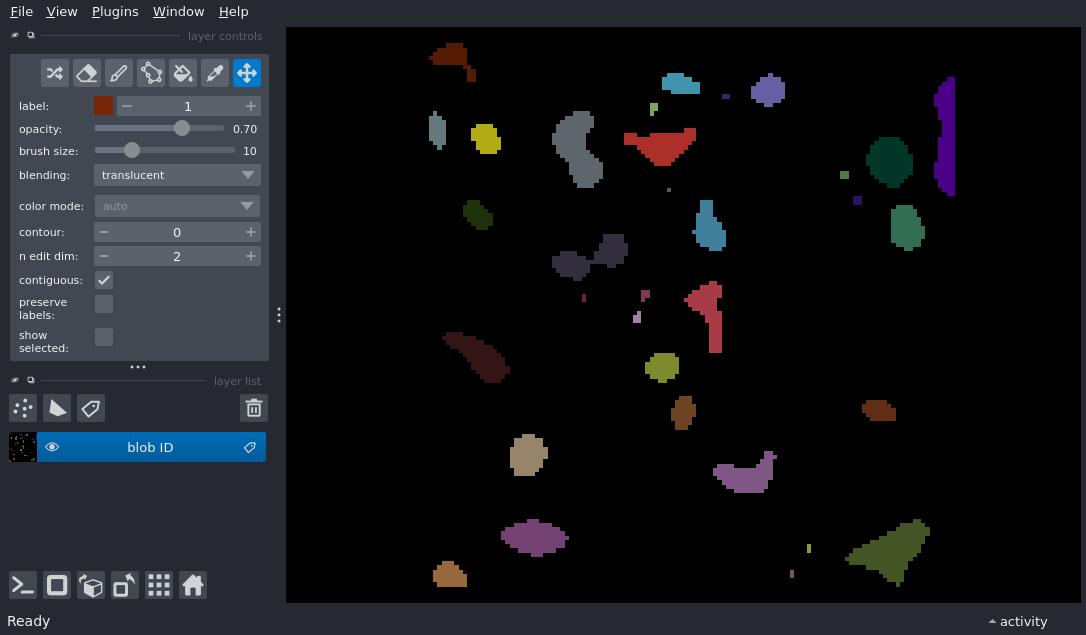 File View Plugins Window Help
layer controls
label: 1
opacity: 0.70
brush size: 10
blending: translucent
color mode: auto
contour: 0
n edit dim: 2
contiguous:
preserve
labels:
show
selected:
layer list
blob ID
Ready
activity